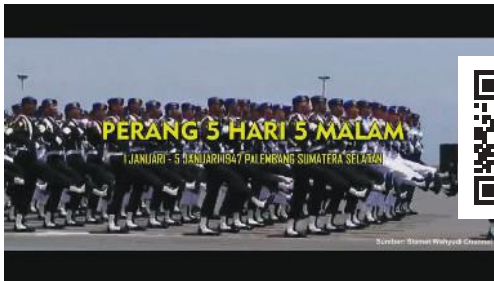 PERANG 5 HARI 5 MALAM
1 JANUARI - 5 JANUARI 1947 PALEMBANG SUMATERA SELATAN
Sumber: Slamet Wahyudi Channel